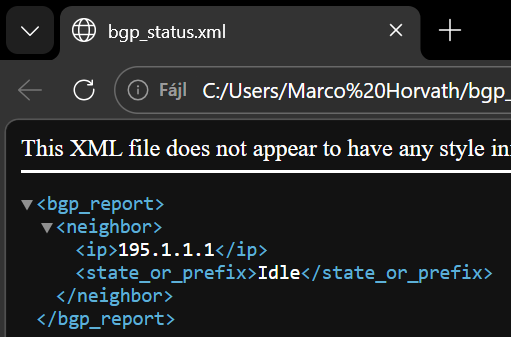 bgp_status.xml
Fájl C:/Users/Marco%20Horvath/bgp_
This XML file does not appear to have any style in
<bgp_report>
<neighbor>
<ip>195.1.1.1</ip>
<state_or_prefix>Idle</state_or_prefix>
</neighbor>
</bgp_report>